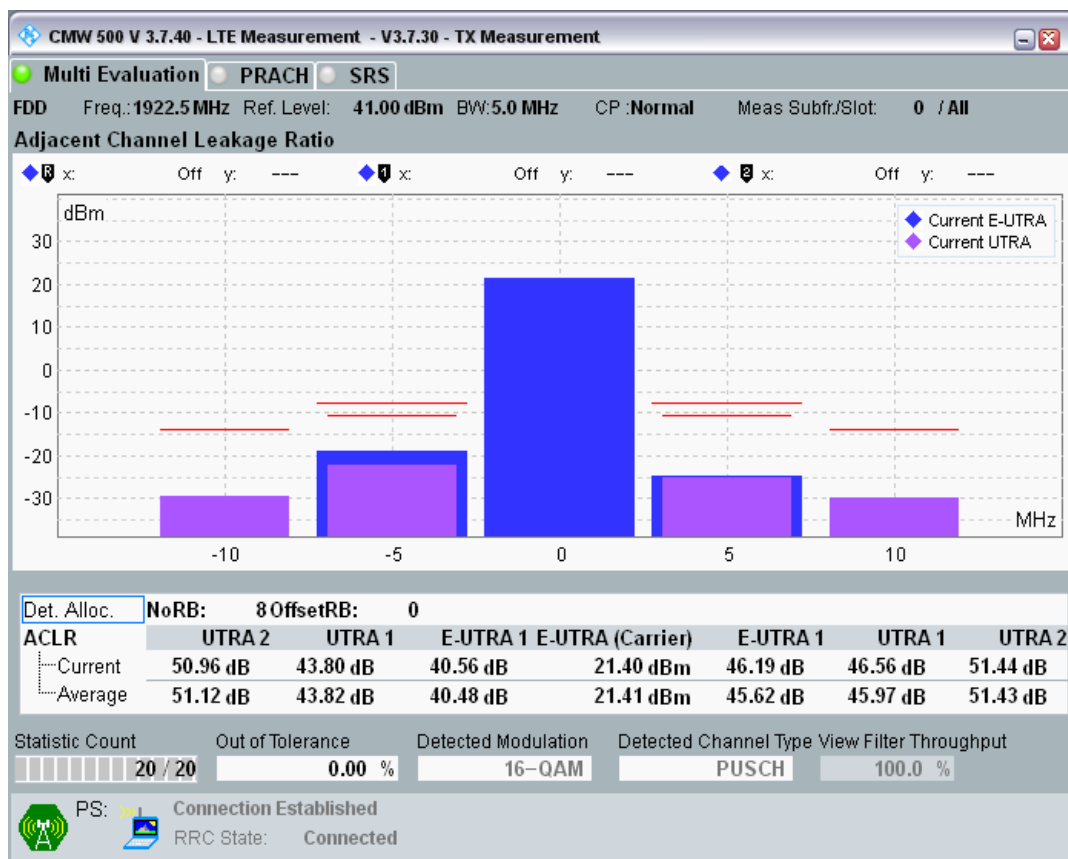 CMW 500 V 3.7.40 - LTE Measurement - V3.7.30 - TX Measurement
Multi Evaluation PRACH SRS
FDD Freq.: 1922.5 MHz Ref. Level: 41.00 dBm BW: 5.0 MHz CP : Normal Meas Subfr./Slot: 0 / All
Adjacent Channel Leakage Ratio
R x: Off y: --- 1 x: Off y: --- 2 x: Off y: ---
dBm
Current E-UTRA
Current UTRA
30
20
10
0
-10
-20
-30
MHz
-10 -5 0 5 10
Det. Alloc. NoRB: 8 OffsetRB: 0
ACLR UTRA 2 UTRA 1 E-UTRA 1 E-UTRA (Carrier) E-UTRA 1 UTRA 1 UTRA 2
Current 50.96 dB 43.80 dB 40.56 dB 21.40 dBm 46.19 dB 46.56 dB 51.44 dB
Average 51.12 dB 43.82 dB 40.48 dB 21.41 dBm 45.62 dB 45.97 dB 51.43 dB
Statistic Count Out of Tolerance Detected Modulation Detected Channel Type View Filter Throughput
20 / 20 0.00 % 16-QAM PUSCH 100.0 %
PS: Connection Established
RRC State: Connected